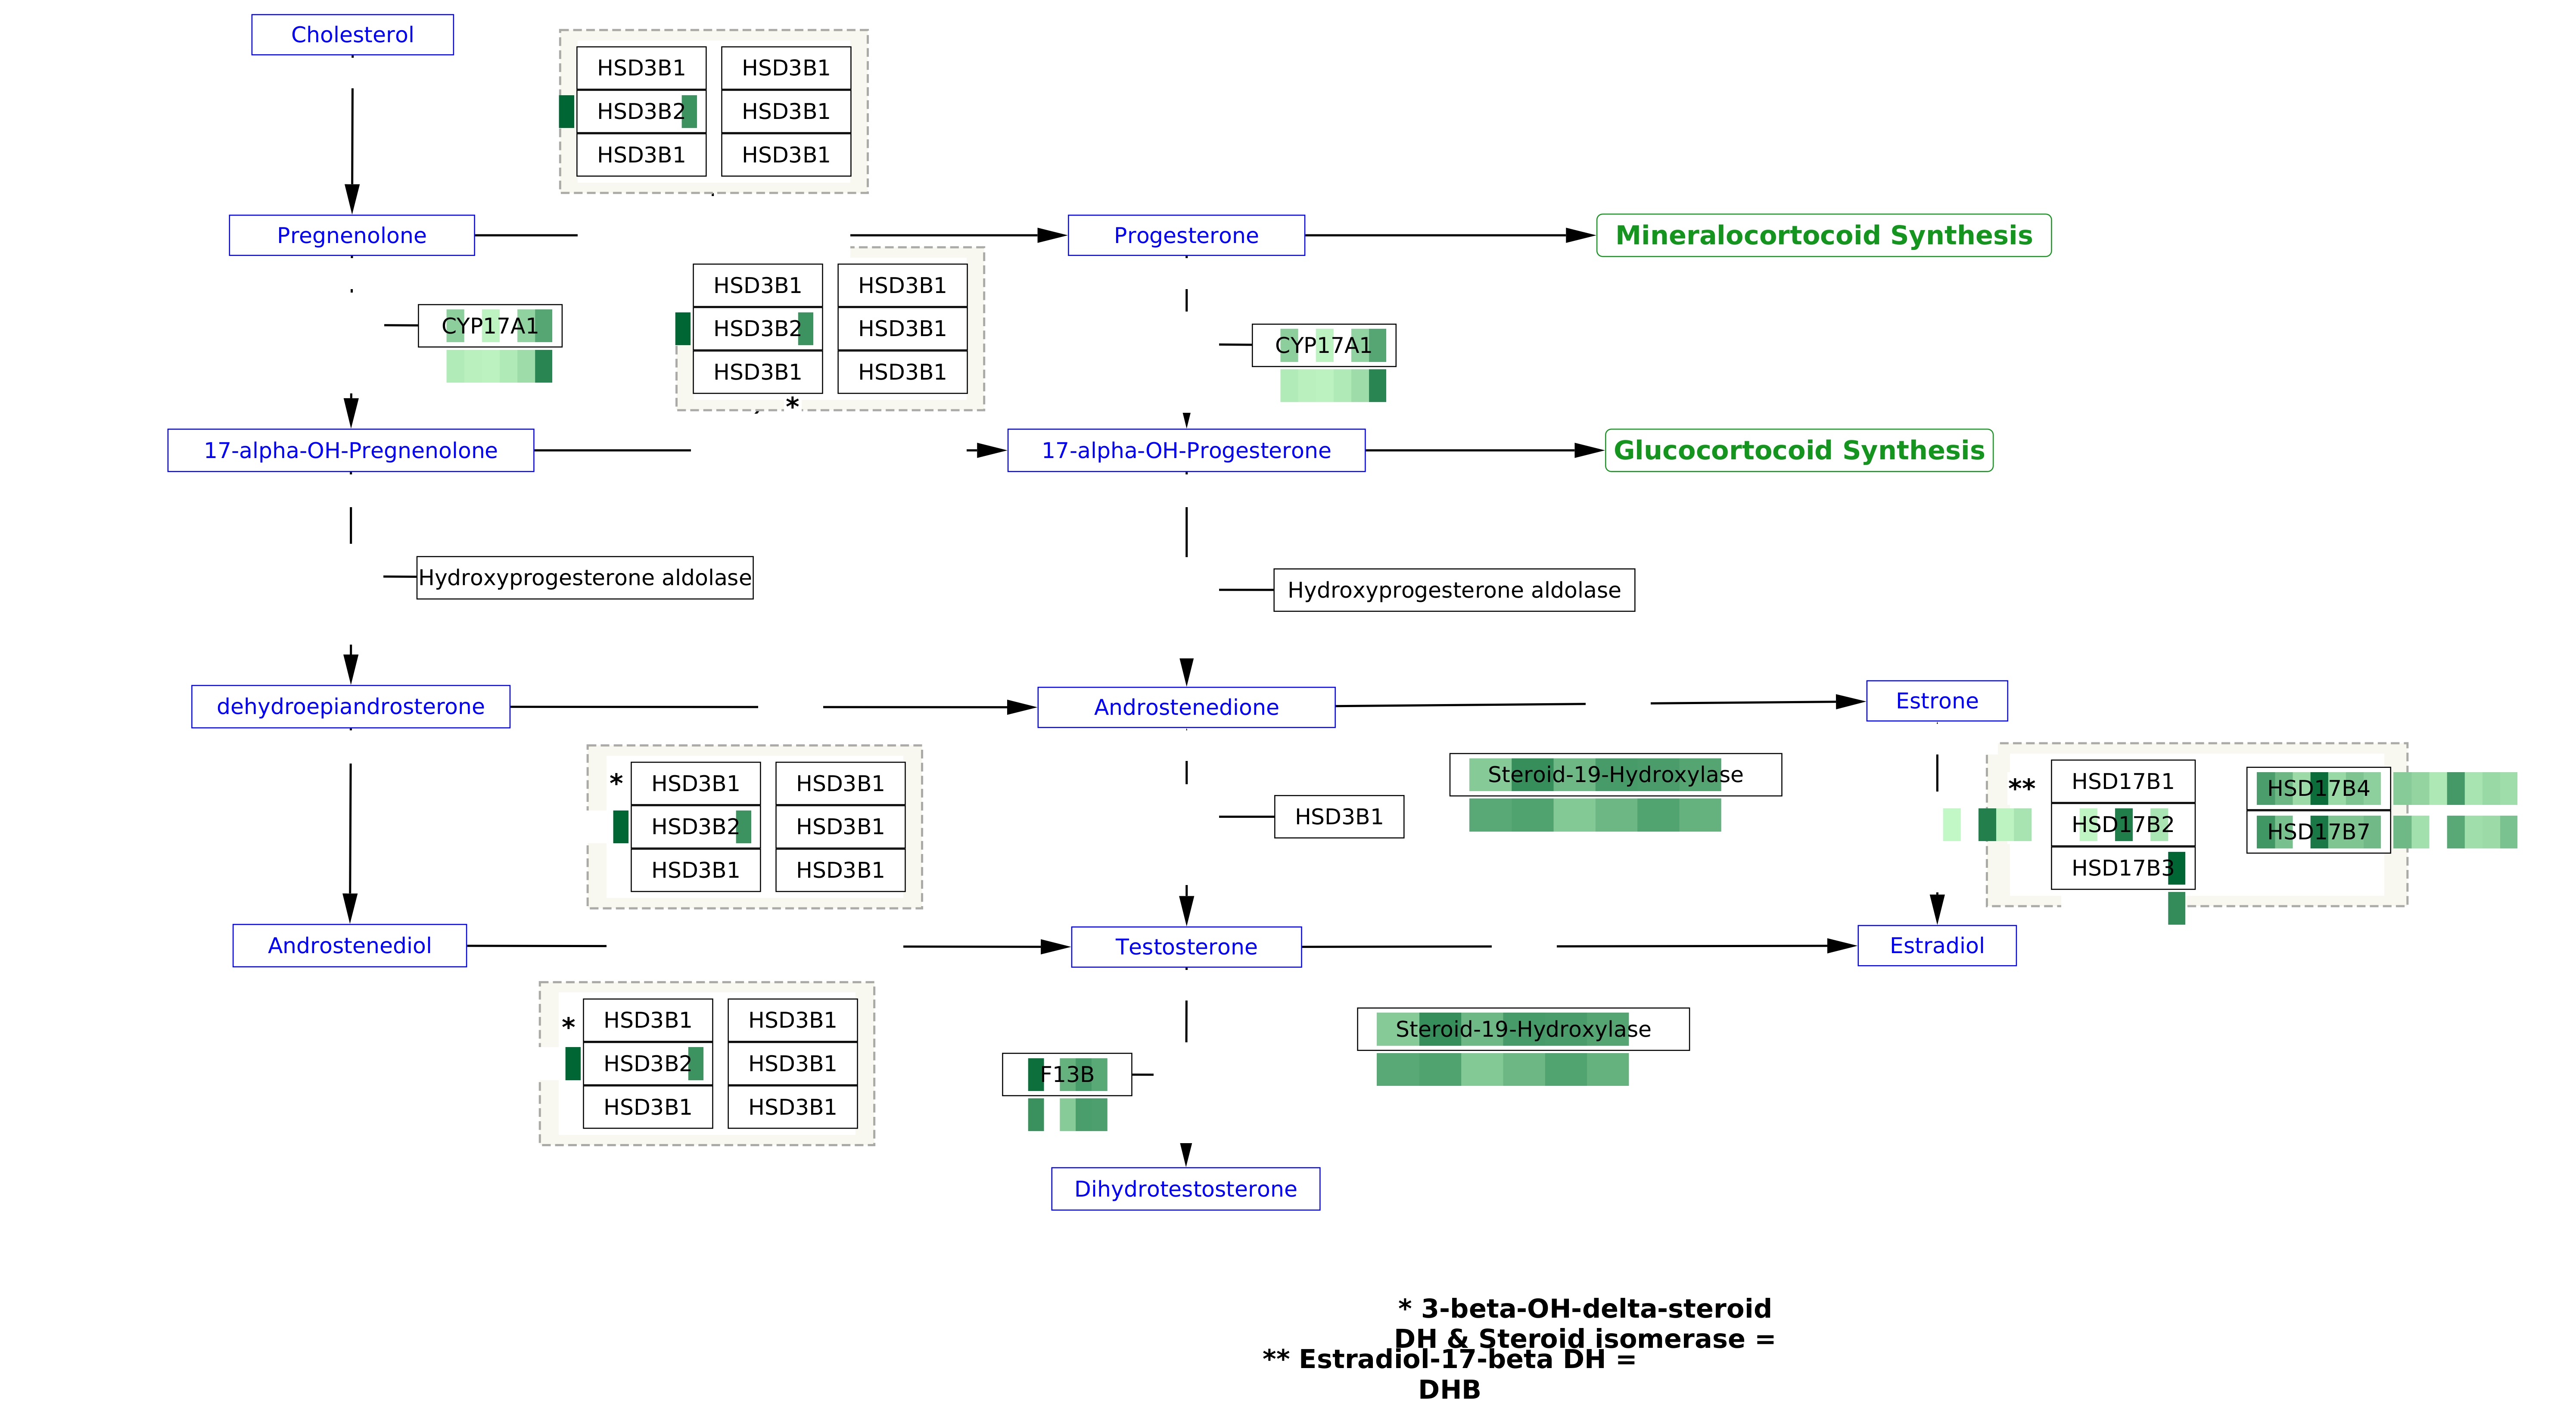 Cholesterol
HSD3B1 HSD3B1
HSD3B2 HSD3B1
HSD3B1 HSD3B1
Pregnenolone
Progesterone
Mineralocortocoid Synthesis
HSD3B1 HSD3B1
HSD3B2 HSD3B1
HSD3B1 HSD3B1
*
CYP17A1
CYP17A1
17-alpha-OH-Pregnenolone
17-alpha-OH-Progesterone
Glucocortocoid Synthesis
Hydroxyprogesterone aldolase
Hydroxyprogesterone aldolase
dehydroepiandrosterone
Androstenedione
Estrone
* HSD3B1 HSD3B1
HSD3B2 HSD3B1
HSD3B1 HSD3B1
HSD3B1
Steroid-19-Hydroxylase
** HSD17B1
HSD17B2
HSD17B3
HSD17B4
HSD17B7
Androstenediol
Testosterone
Estradiol
* HSD3B1 HSD3B1
HSD3B2 HSD3B1
HSD3B1 HSD3B1
F13B
Steroid-19-Hydroxylase
Dihydrotestosterone
* 3-beta-OH-delta-steroid
DH & Steroid isomerase =
** Estradiol-17-beta DH =
DHB